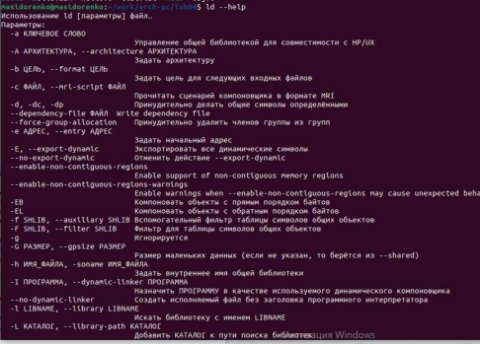 masidorenko@masidorenko:~/work/arch-pc/lab04$ ld --help
Использование ld [параметры] файл…
Параметры:
-a КЛЮЧЕВОЕ СЛОВО
Управление общей библиотекой для совместимости с HP/UX
-A АРХИТЕКТУРА, --architecture АРХИТЕКТУРА
Задать архитектуру
-b ЦЕЛЬ, --format ЦЕЛЬ
Задать цель для следующих входных файлов
-c ФАЙЛ, --mri-script ФАЙЛ
Прочитать сценарий компоновщика в формате MRI
-d, -dc, -dp Принудительно делать общие символы определёнными
--dependency-file ФАЙЛ Write dependency file
--force-group-allocation Принудительно удалить членов группы из групп
-e АДРЕС, --entry АДРЕС
Задать начальный адрес
-E, --export-dynamic Экспортировать все динамические символы
--no-export-dynamic Отменить действие --export-dynamic
--enable-non-contiguous-regions
Enable support of non-contiguous memory regions
--enable-non-contiguous-regions-warnings
Enable warnings when --enable-non-contiguous-regions may cause unexpected beha
-EB Компоновать объекты с прямым порядком байтов
-EL Компоновать объекты с обратным порядком байтов
-f SHLIB, --auxiliary SHLIB Вспомогательный фильтр таблицы символов общих объектов
-F SHLIB, --filter SHLIB Фильтр для таблицы символов общих объектов
-g Игнорируется
-G РАЗМЕР, --gpsize РАЗМЕР
Размер маленьких данных (если не указан, то берётся из --shared)
-h ИМЯ_ФАЙЛА, -soname ИМЯ_ФАЙЛА
Задать внутреннее имя общей библиотеки
-I ПРОГРАММА, --dynamic-linker ПРОГРАММА
Назначить ПРОГРАММУ в качестве используемого динамического компоновщика
--no-dynamic-linker Создать исполняемый файл без заголовка программного интерпретатора
-l LIBNAME, --library LIBNAME
Искать библиотеку с именем LIBNAME
-L КАТАЛОГ, --library-path КАТАЛОГ
Добавить КАТАЛОГ к пути поиска библиотек
Windows